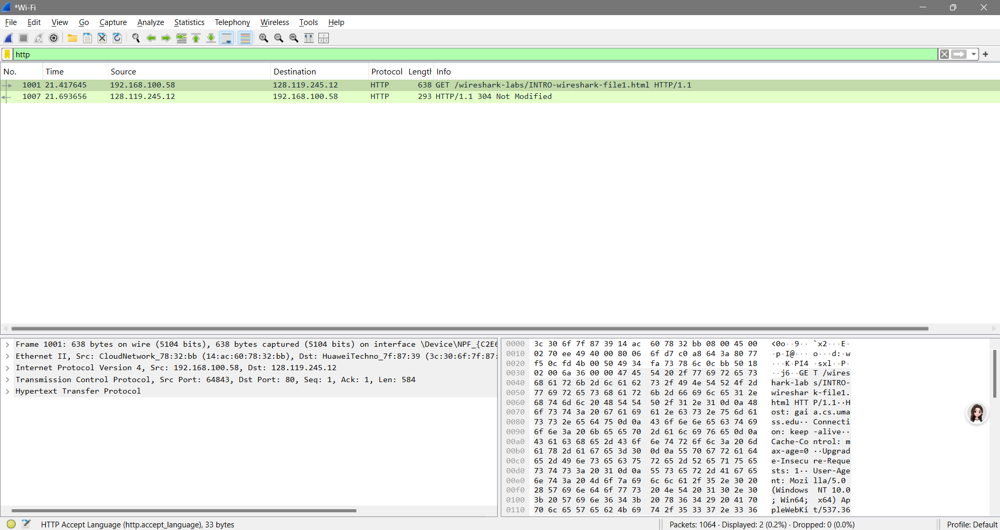 *Wi-Fi
File Edit View Go Capture Analyze Statistics Telephony Wireless Tools Help
http
No. Time Source Destination Protocol Length Info
1001 21.417645 192.168.100.58 128.119.245.12 HTTP 638 GET /wireshark-labs/INTRO-wireshark-file1.html HTTP/1.1
1007 21.693656 128.119.245.12 192.168.100.58 HTTP 293 HTTP/1.1 304 Not Modified
Frame 1001: 638 bytes on wire (5104 bits), 638 bytes captured (5104 bits) on interface \Device\NPF_{C2E6
Ethernet II, Src: CloudNetwork_78:32:bb (14:ac:60:78:32:bb), Dst: HuaweiTechno_7f:87:39 (3c:30:6f:7f:87:
Internet Protocol Version 4, Src: 192.168.100.58, Dst: 128.119.245.12
Transmission Control Protocol, Src Port: 64843, Dst Port: 80, Seq: 1, Ack: 1, Len: 584
Hypertext Transfer Protocol
0000 3c 30 6f 7f 87 39 14 ac 60 78 32 bb 08 00 45 00 <0o··9·· `x2···E·
0010 02 70 ee 49 40 00 80 06 6f d7 c0 a8 64 3a 80 77 ·p·I@··· o···d:·w
0020 f5 0c fd 4b 00 50 49 34 fa 73 78 6c 0c bb 50 18 ···K·PI4 ·sxl··P·
0030 02 00 6a 36 00 00 47 45 54 20 2f 77 69 72 65 73 ··j6··GE T /wires
0040 68 61 72 6b 2d 6c 61 62 73 2f 49 4e 54 52 4f 2d hark-lab s/INTRO-
0050 77 69 72 65 73 68 61 72 6b 2d 66 69 6c 65 31 2e wireshar k-file1.
0060 68 74 6d 6c 20 48 54 54 50 2f 31 2e 31 0d 0a 48 html HTT P/1.1··H
0070 6f 73 74 3a 20 67 61 69 61 2e 63 73 2e 75 6d 61 ost: gai a.cs.uma
0080 73 73 2e 65 64 75 0d 0a 43 6f 6e 6e 65 63 74 69 ss.edu·· Connecti
0090 6f 6e 3a 20 6b 65 65 70 2d 61 6c 69 76 65 0d 0a on: keep -alive··
00a0 43 61 63 68 65 2d 43 6f 6e 74 72 6f 6c 3a 20 6d Cache-Co ntrol: m
00b0 61 78 2d 61 67 65 3d 30 0d 0a 55 70 67 72 61 64 ax-age=0 ··Upgrad
00c0 65 2d 49 6e 73 65 63 75 72 65 2d 52 65 71 75 65 e-Insecu re-Reque
00d0 73 74 73 3a 20 31 0d 0a 55 73 65 72 2d 41 67 65 sts: 1·· User-Age
00e0 6e 74 3a 20 4d 6f 7a 69 6c 6c 61 2f 35 2e 30 20 nt: Mozi lla/5.0
00f0 28 57 69 6e 64 6f 77 73 20 4e 54 20 31 30 2e 30 (Windows NT 10.0
0100 3b 20 57 69 6e 36 34 3b 20 78 36 34 29 20 41 70 ; Win64; x64) Ap
0110 70 6c 65 57 65 62 4b 69 74 2f 35 33 37 2e 33 36 pleWebKi t/537.36
HTTP Accept Language (http.accept_language), 33 bytes
Packets: 1064 · Displayed: 2 (0.2%) · Dropped: 0 (0.0%)
Profile: Default